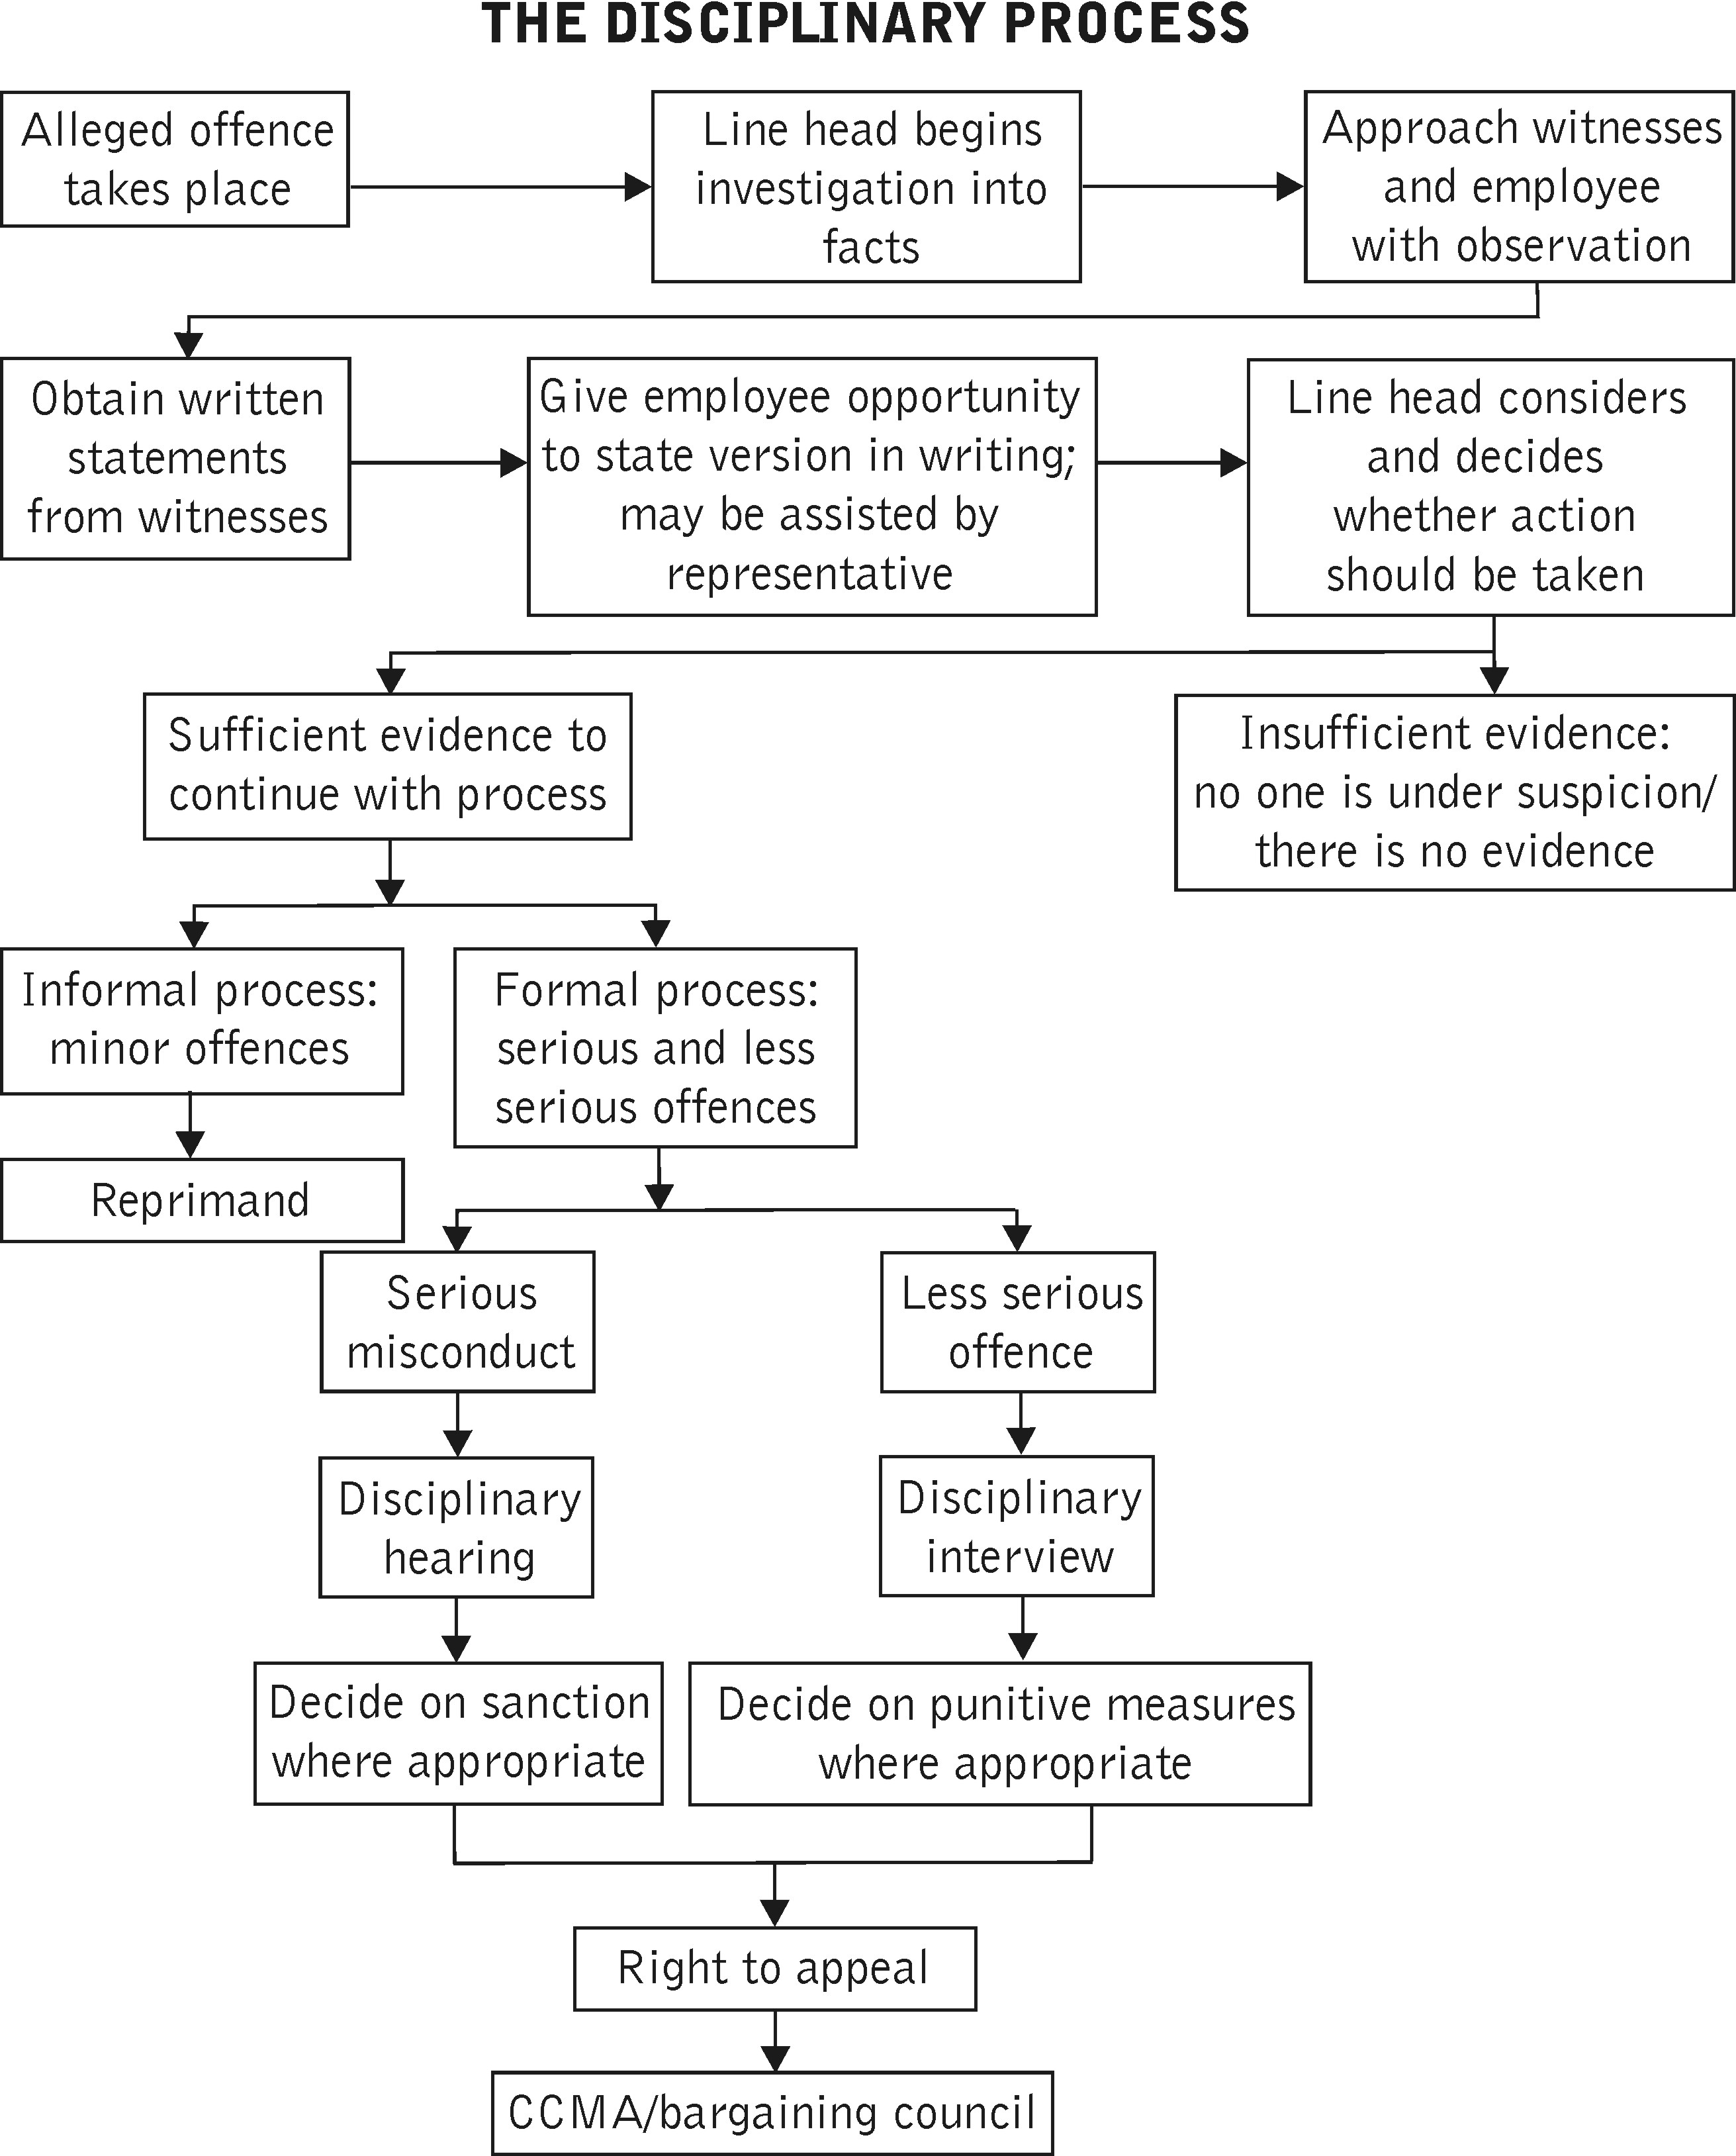 THE DISCIPLINARY PROCESS
Alleged offence
takes place
Line head begins
investigation into
facts
Approach witnesses
and employee
with observation
Obtain written
statements
from witnesses
Give employee opportunity
to state version in writing;
may be assisted by
representative
Line head considers
and decides
whether action
should be taken
Sufficient evidence to
continue with process
Insufficient evidence:
no one is under suspicion/
there is no evidence
Informal process:
minor offences
Formal process:
serious and less
serious offences
Reprimand
Serious
misconduct
Less serious
offence
Disciplinary
hearing
Disciplinary
interview
Decide on sanction
where appropriate
Decide on punitive measures
where appropriate
Right to appeal
CCMA/bargaining council